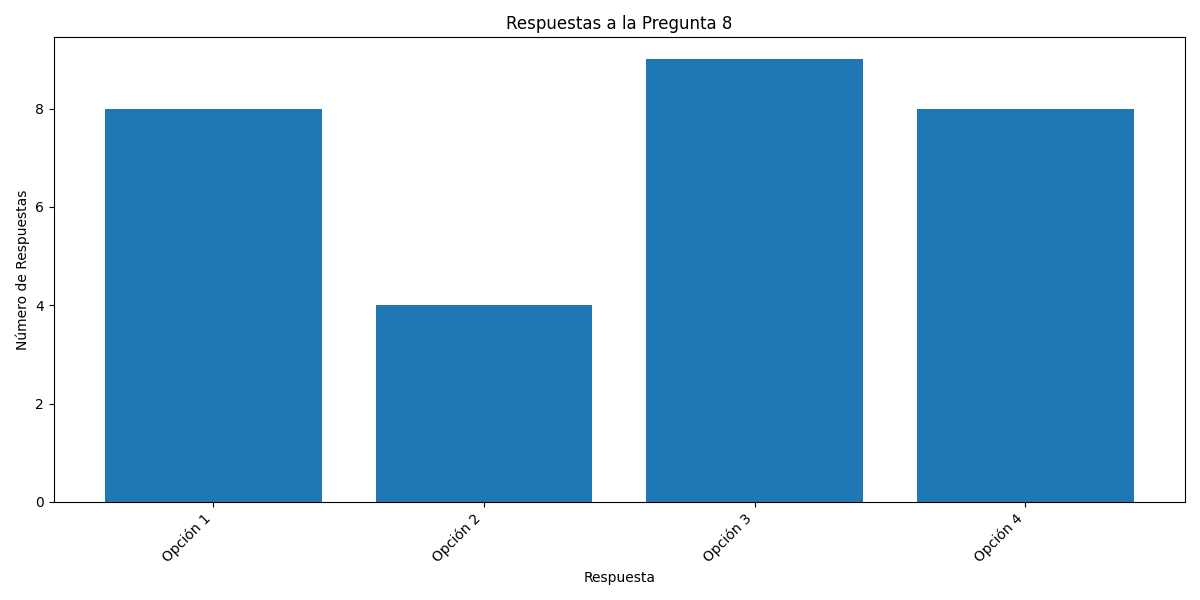 Respuestas a la Pregunta 8
Número de Respuestas
8
6
4
2
0
Opción 1
Opción 2
Opción 3
Opción 4
Respuesta